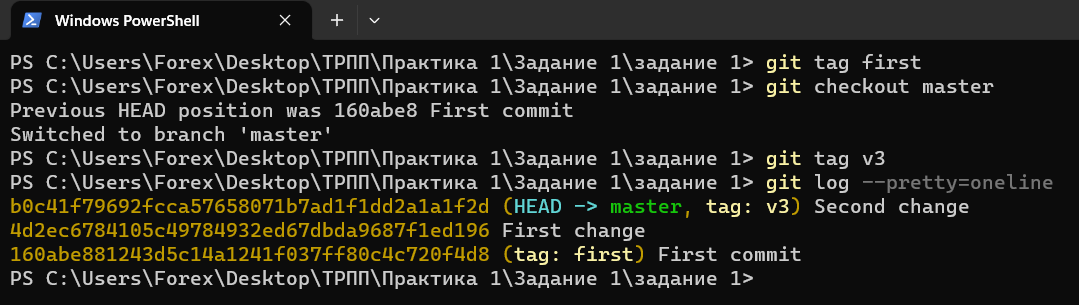 Windows PowerShell
PS C:\Users\Forex\Desktop\ТРПП\Практика 1\Задание 1\задание 1> git tag first
PS C:\Users\Forex\Desktop\ТРПП\Практика 1\Задание 1\задание 1> git checkout master
Previous HEAD position was 160abe8 First commit
Switched to branch 'master'
PS C:\Users\Forex\Desktop\ТРПП\Практика 1\Задание 1\задание 1> git tag v3
PS C:\Users\Forex\Desktop\ТРПП\Практика 1\Задание 1\задание 1> git log --pretty=oneline
b0c41f79692fcca57658071b7ad1f1dd2a1a1f2d (HEAD -> master, tag: v3) Second change
4d2ec6784105c49784932ed67dbda9687f1ed196 First change
160abe881243d5c14a1241f037ff80c4c720f4d8 (tag: first) First commit
PS C:\Users\Forex\Desktop\ТРПП\Практика 1\Задание 1\задание 1>